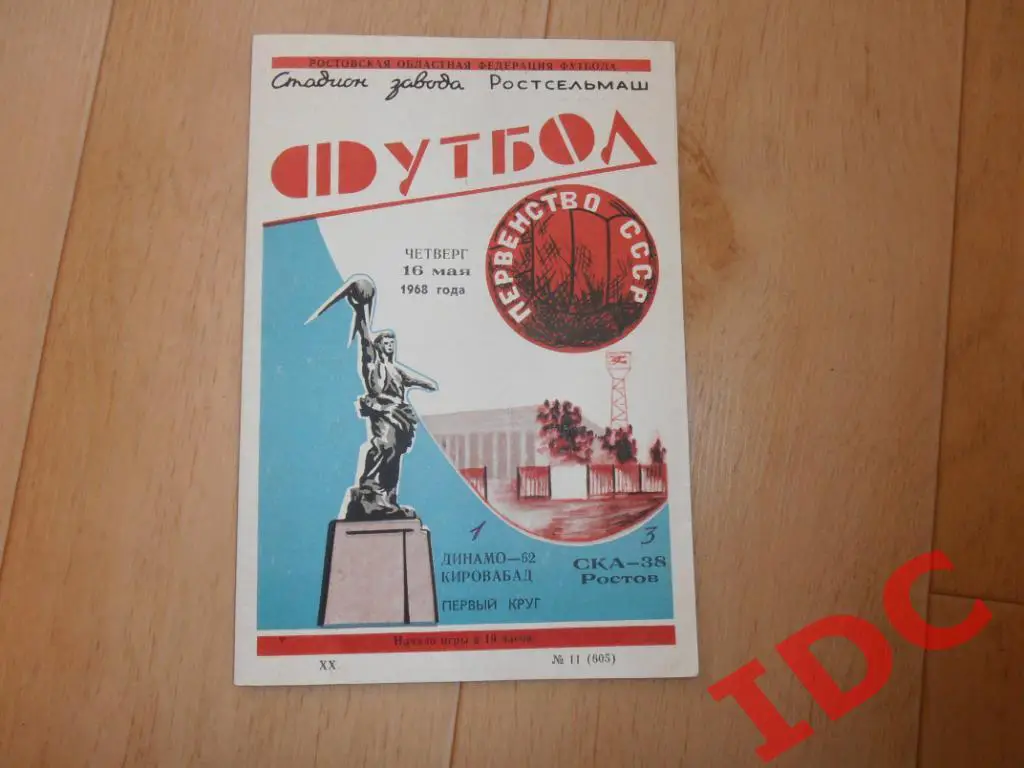 РОСТОВСКАЯ ОБЛАСТНАЯ ФЕДЕРАЦИЯ ФУТБОЛА
Стадион завода РОСТСЕЛЬМАШ
ФУТБОЛ
ПЕРВЕНСТВО СССР
ЧЕТВЕРГ
16 мая
1968 года
1 3
ДИНАМО—62 СКА—38
КИРОВАБАД Ростов
ПЕРВЫЙ КРУГ
Начало игры в 19 часов
XX № 11 (605)
IDC